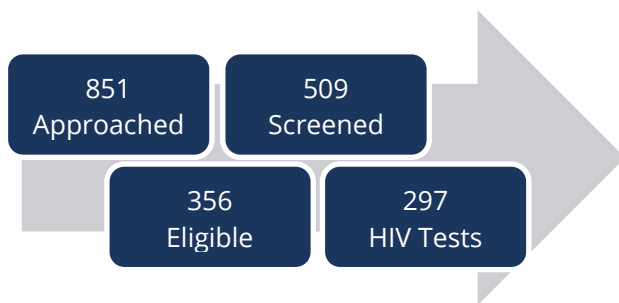 851
Approached
509
Screened
356
Eligible
297
HIV Tests